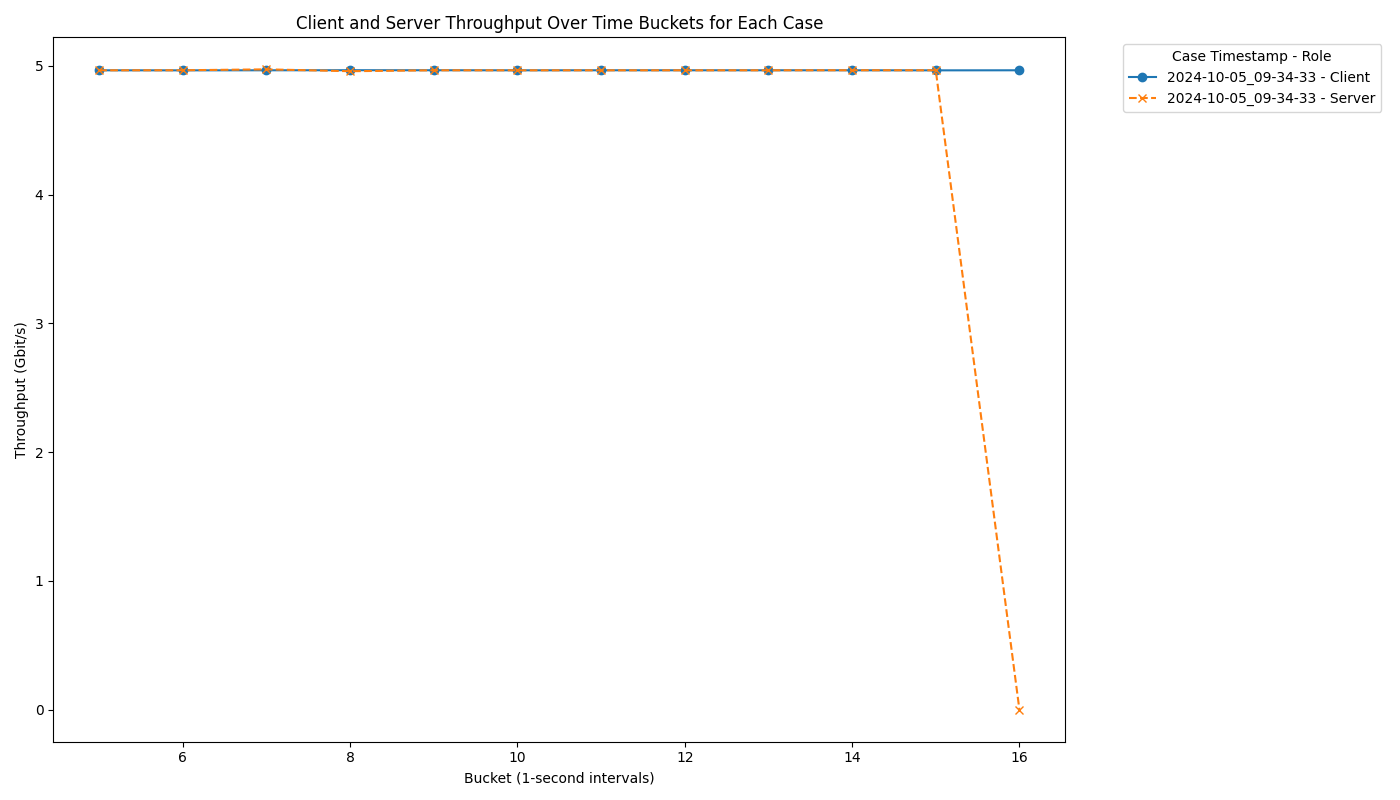 Client and Server Throughput Over Time Buckets for Each Case
Case Timestamp - Role
2024-10-05_09-34-33 - Client
2024-10-05_09-34-33 - Server
Throughput (Gbit/s)
5
4
3
2
1
0
6 8 10 12 14 16
Bucket (1-second intervals)